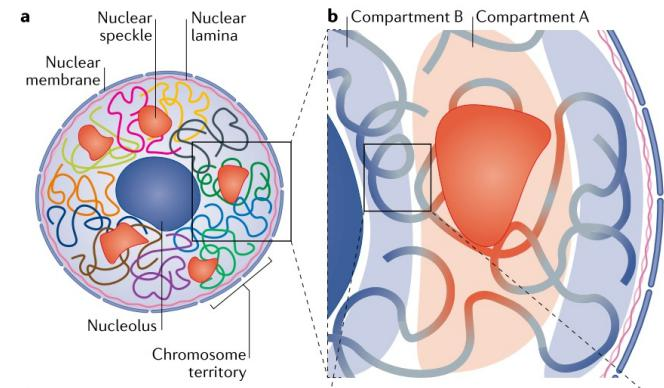 a
Nuclear
speckle
Nuclear
lamina
Nuclear
membrane
Nucleolus
Chromosome
territory
b
Compartment B
Compartment A